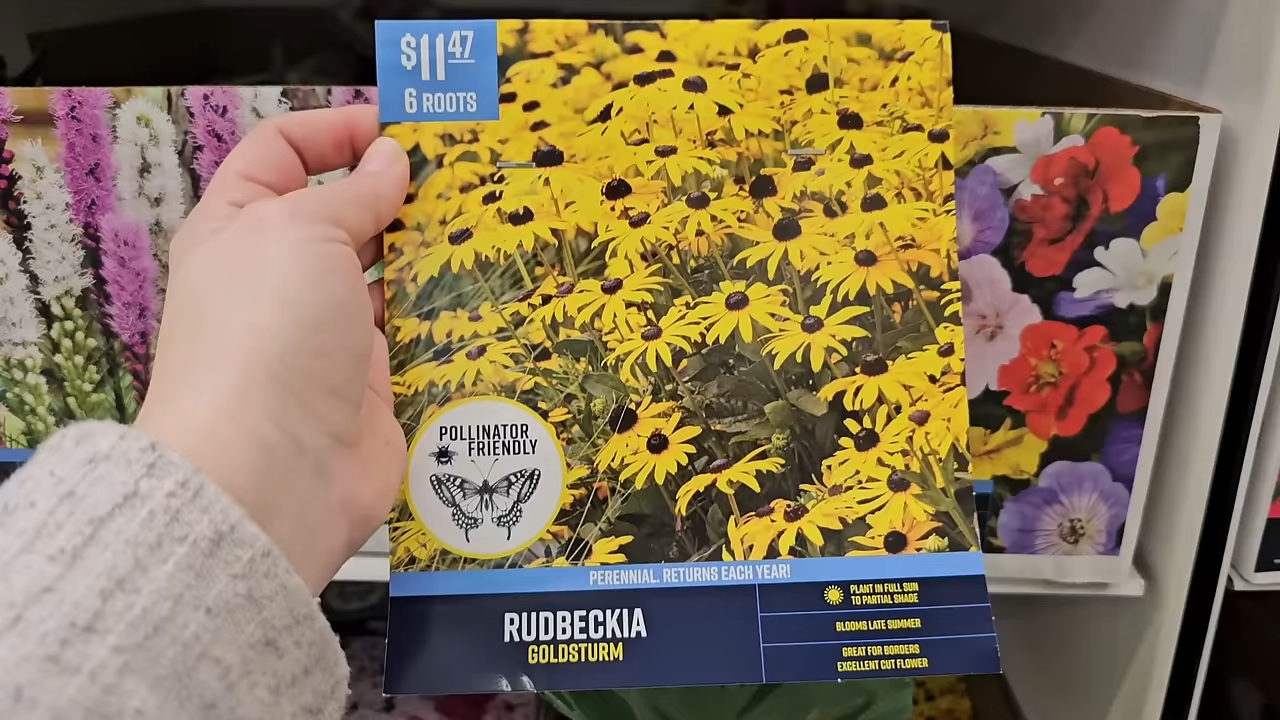 $11.47
6 ROOTS
POLLINATOR
FRIENDLY
PERENNIAL. RETURNS EACH YEAR!
RUDBECKIA
GOLDSTURM
PLANT IN FULL SUN
TO PARTIAL SHADE
BLOOMS LATE SUMMER
GREAT FOR BORDERS
EXCELLENT CUT FLOWER